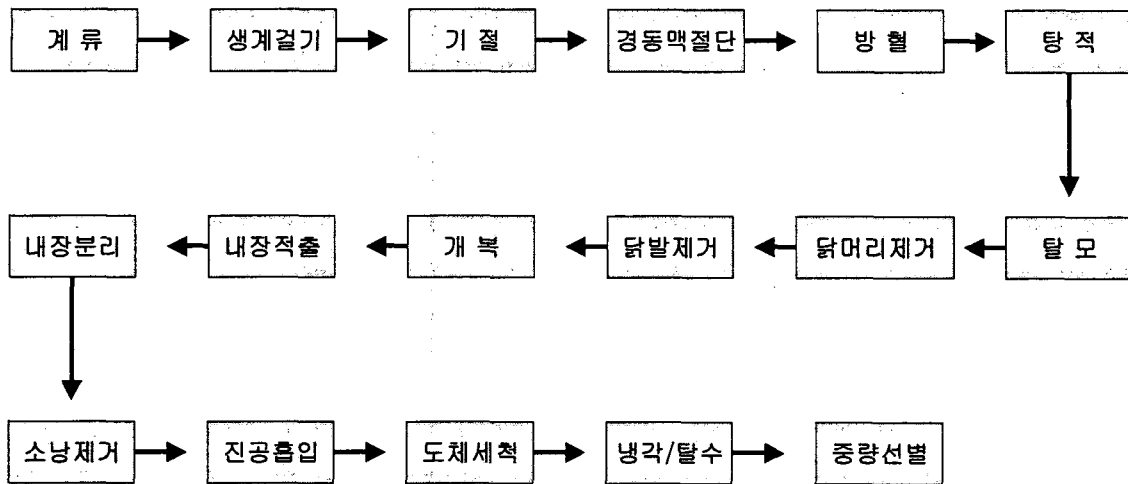 계 류 생계걸기 기 절 경동맥절단 방 혈 탕 적
내장분리 내장적출 개 복 닭발제거 닭머리제거 탈 모
소낭제거 진공흡입 도체세척 냉각/탈수 중량선별